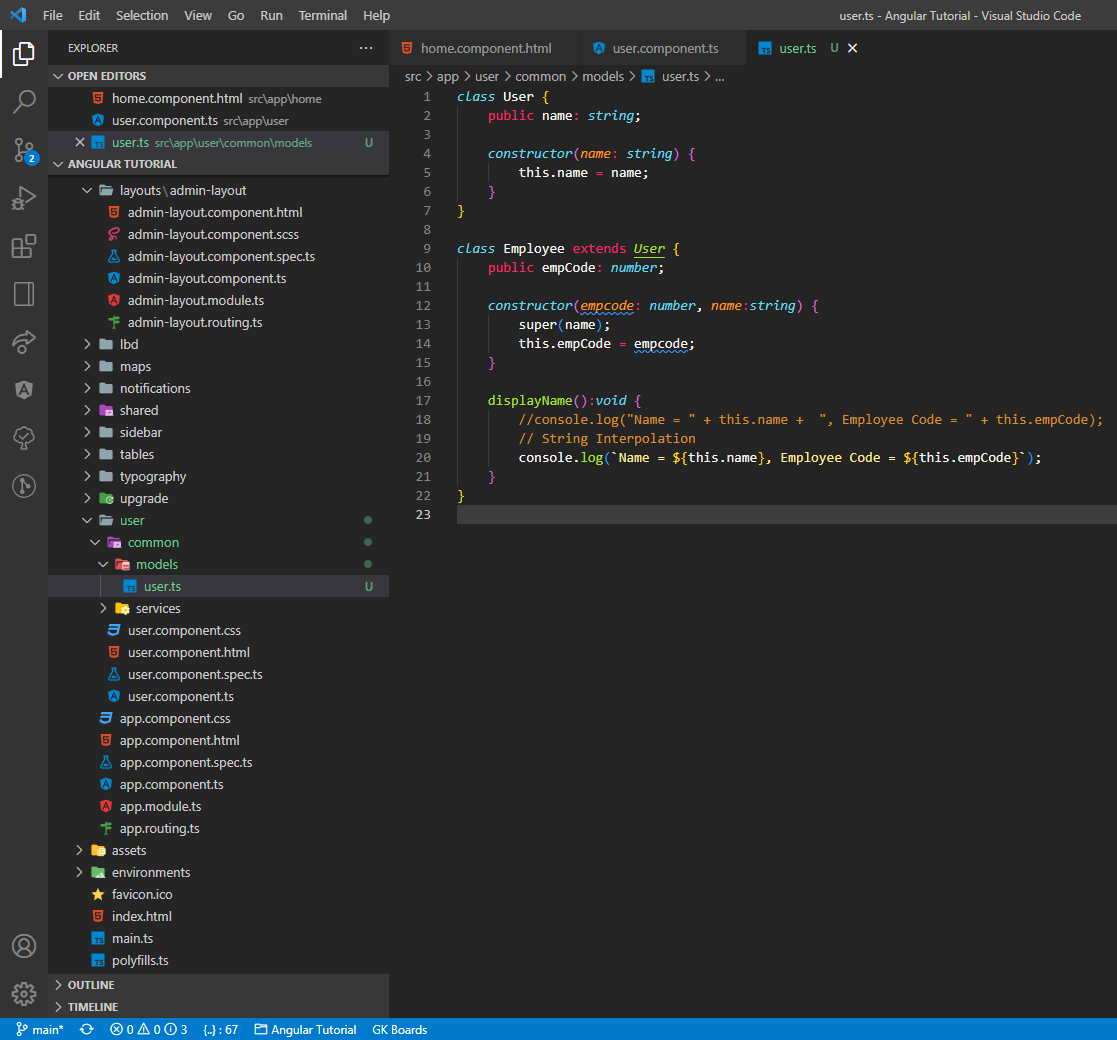 File Edit Selection View Go Run Terminal Help user.ts - Angular Tutorial - Visual Studio Code
EXPLORER ...
OPEN EDITORS
home.component.html src\app\home
user.component.ts src\app\user
user.ts src\app\user\common\models U
ANGULAR TUTORIAL
layouts\admin-layout
admin-layout.component.html
admin-layout.component.scss
admin-layout.component.spec.ts
admin-layout.component.ts
admin-layout.module.ts
admin-layout.routing.ts
lbd
maps
notifications
shared
sidebar
tables
typography
upgrade
user
common
models
user.ts U
services
user.component.css
user.component.html
user.component.spec.ts
user.component.ts
app.component.css
app.component.html
app.component.spec.ts
app.component.ts
app.module.ts
app.routing.ts
assets
environments
favicon.ico
index.html
main.ts
polyfills.ts
OUTLINE
TIMELINE
2
home.component.html user.component.ts TS user.ts U
src > app > user > common > models > TS user.ts > ...
1 class User {
2 public name: string;
3
4 constructor(name: string) {
5 this.name = name;
6 }
7 }
8
9 class Employee extends User {
10 public empCode: number;
11
12 constructor(empcode: number, name:string) {
13 super(name);
14 this.empCode = empcode;
15 }
16
17 displayName():void {
18 //console.log("Name = " + this.name +  ", Employee Code = " + this.empCode);
19 // String Interpolation
20 console.log(`Name = ${this.name}, Employee Code = ${this.empCode}`);
21 }
22 }
23
main* 0 0 3 {..} : 67 Angular Tutorial GK Boards